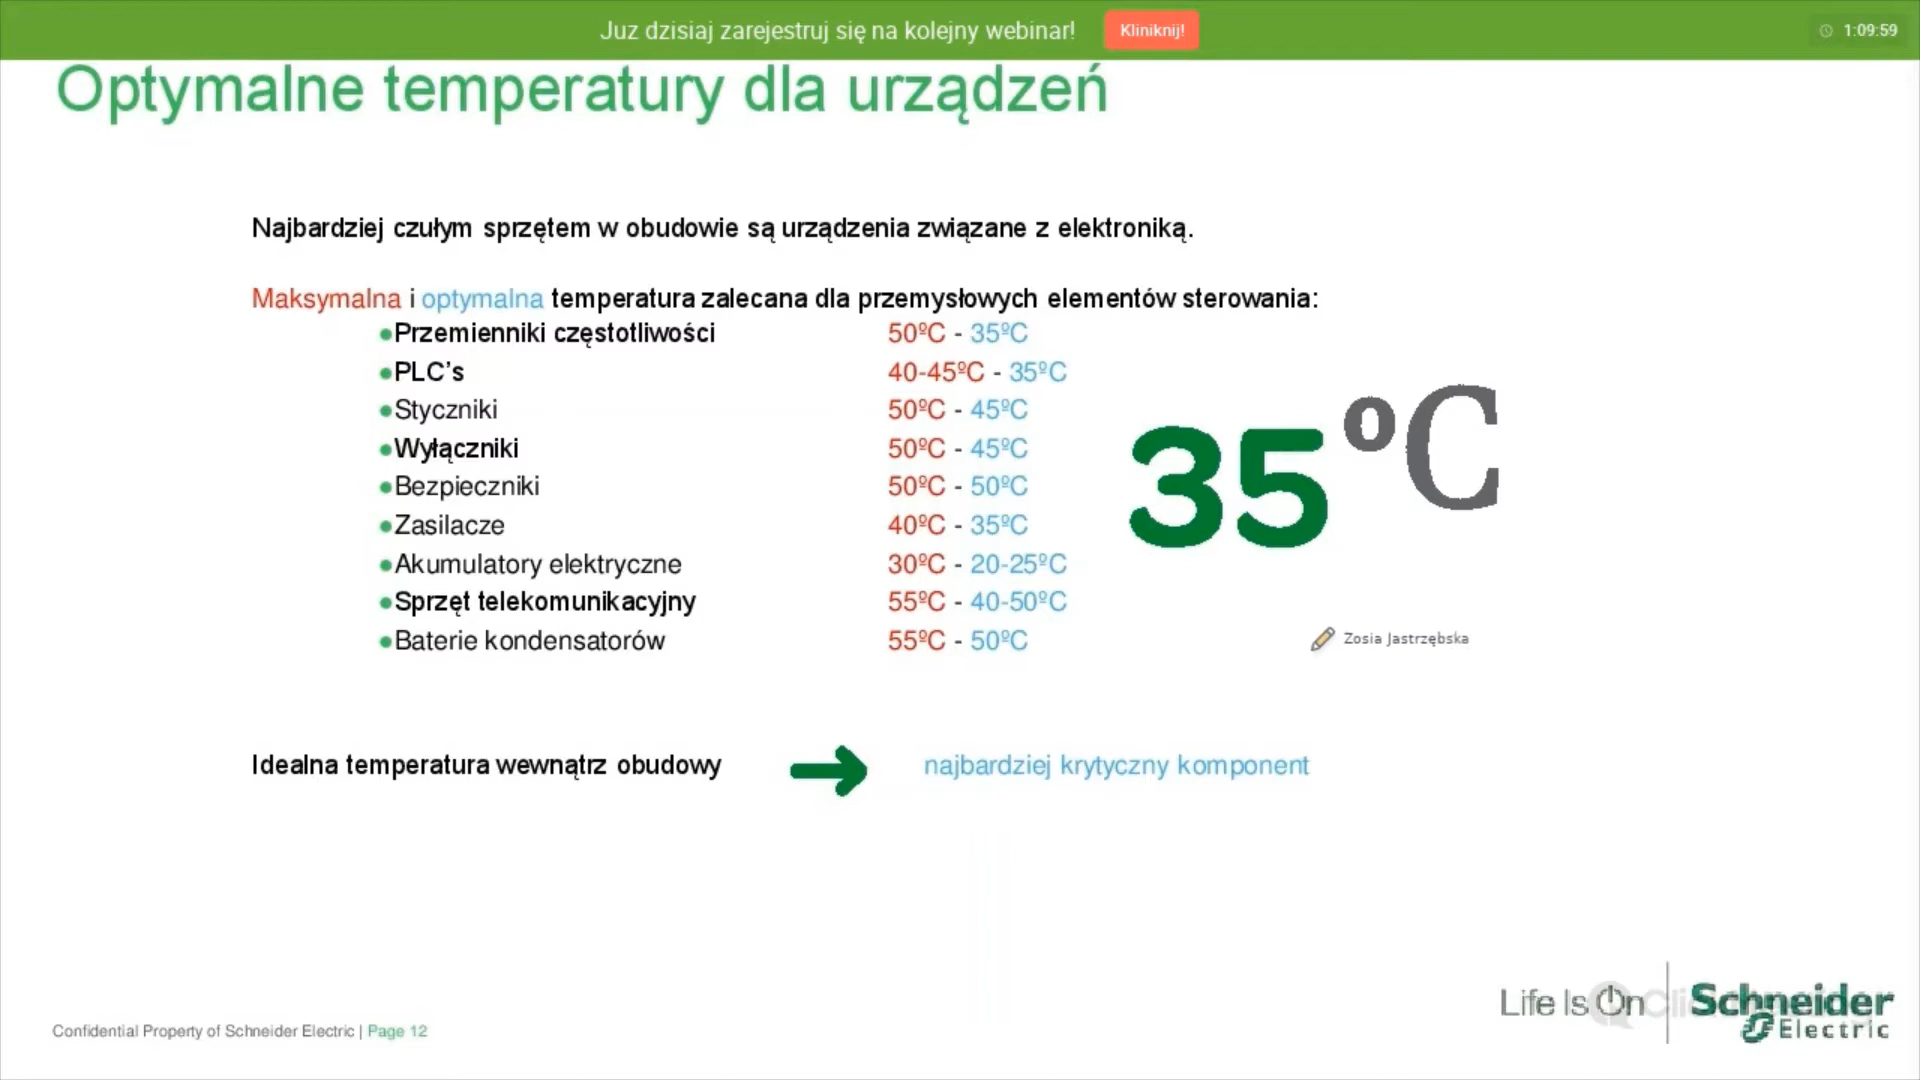 Juz dzisiaj zarejestruj się na kolejny webinar! Kliniknij! 1:09:59
Optymalne temperatury dla urządzeń
Najbardziej czułym sprzętem w obudowie są urządzenia związane z elektroniką.
Maksymalna i optymalna temperatura zalecana dla przemysłowych elementów sterowania:
●Przemienniki częstotliwości 50ºC - 35ºC
●PLC’s 40-45ºC - 35ºC
●Styczniki 50ºC - 45ºC
●Wyłączniki 50ºC - 45ºC
●Bezpieczniki 50ºC - 50ºC
●Zasilacze 40ºC - 35ºC
●Akumulatory elektryczne 30ºC - 20-25ºC
●Sprzęt telekomunikacyjny 55ºC - 40-50ºC
●Baterie kondensatorów 55ºC - 50ºC
35ºC
Zosia Jastrzębska
Idealna temperatura wewnątrz obudowy najbardziej krytyczny komponent
Life Is On Schneider
Electric
Confidential Property of Schneider Electric | Page 12